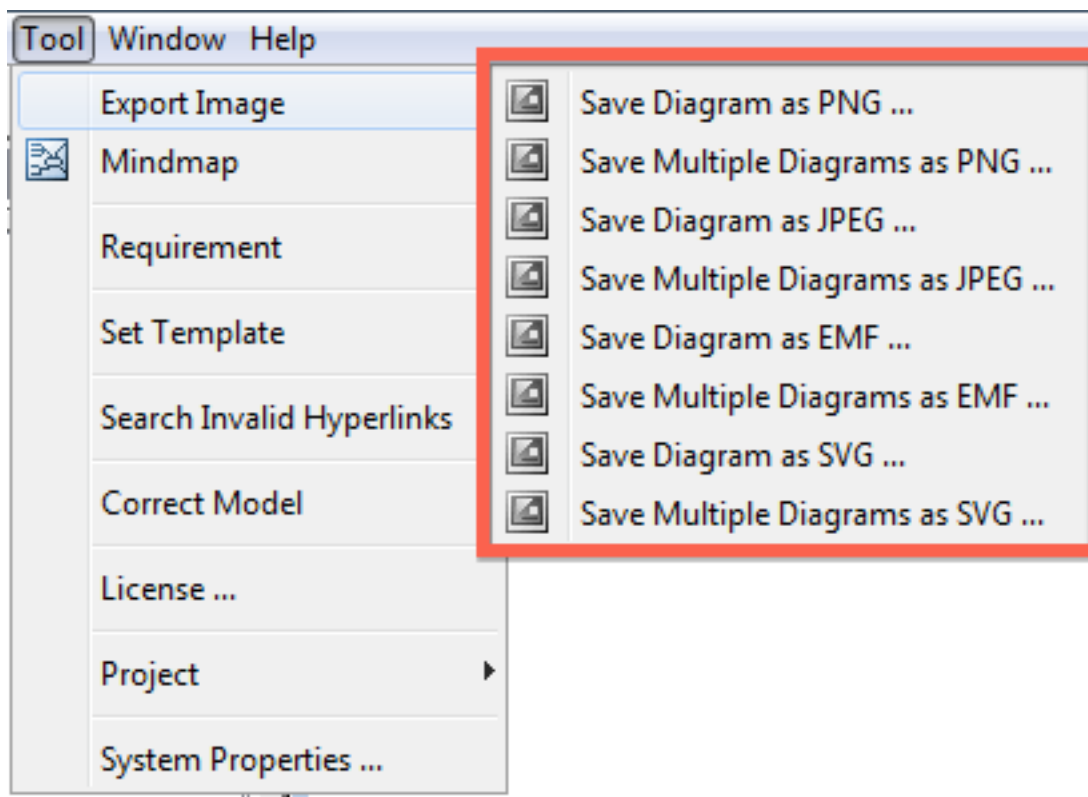 Tool Window Help
Export Image
Mindmap
Requirement
Set Template
Search Invalid Hyperlinks
Correct Model
License ...
Project
System Properties ...
Save Diagram as PNG ...
Save Multiple Diagrams as PNG ...
Save Diagram as JPEG ...
Save Multiple Diagrams as JPEG ...
Save Diagram as EMF ...
Save Multiple Diagrams as EMF ...
Save Diagram as SVG ...
Save Multiple Diagrams as SVG ...